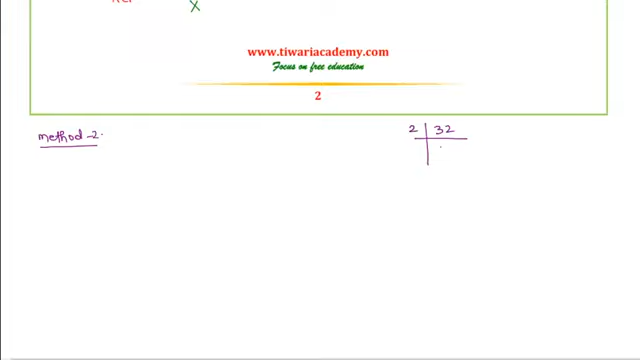 X
www.tiwariacademy.com
Focus on free education
2
method-2.
2 | 32